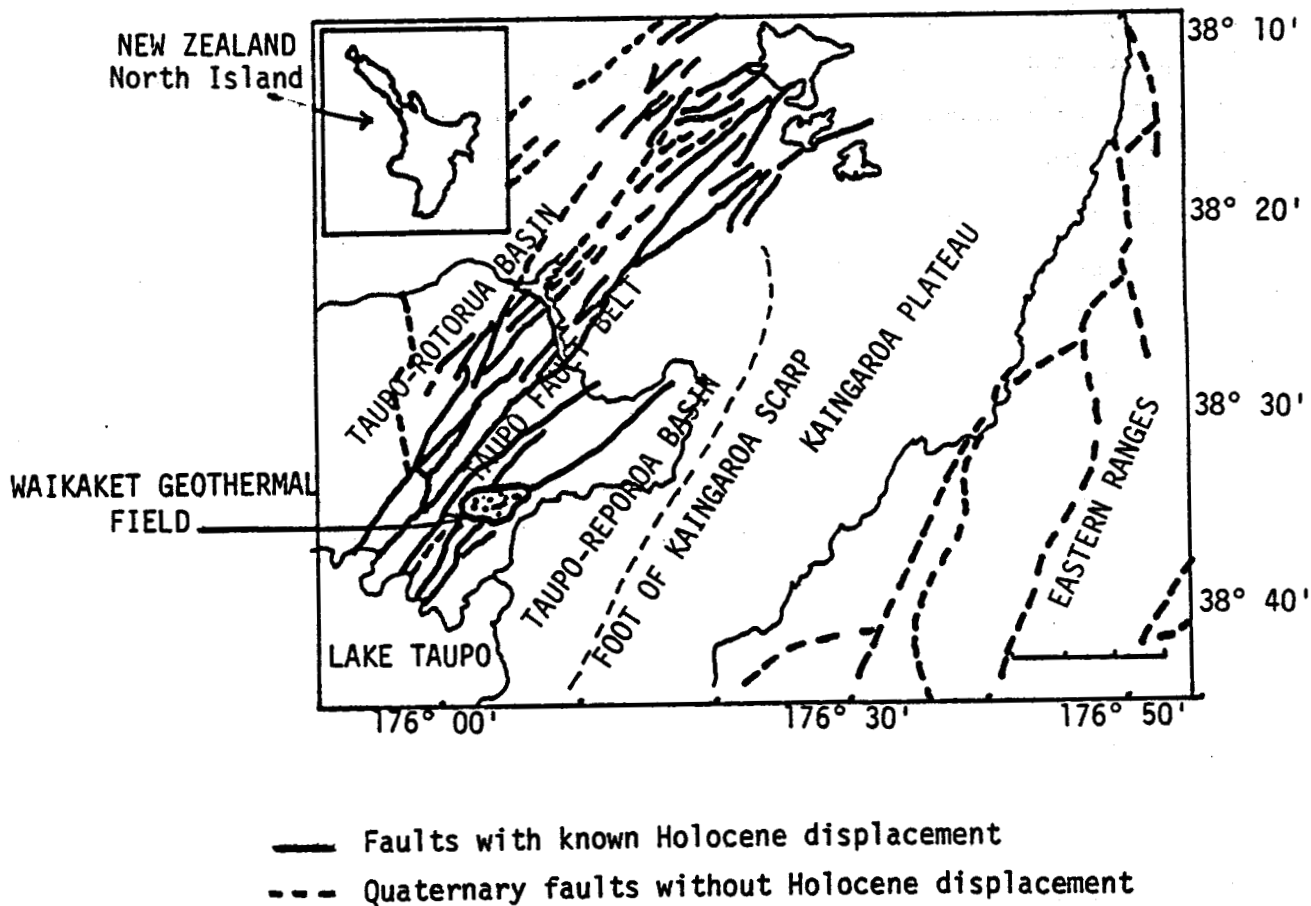 NEW ZEALAND
North Island
38° 10'
38° 20'
38° 30'
38° 40'
TAUPO-ROTORUA BASIN
TAUPO FAULT BELT
TAUPO-REPOROA BASIN
FOOT OF KAINGAROA SCARP
KAINGAROA PLATEAU
EASTERN RANGES
WAIKAKET GEOTHERMAL
FIELD
LAKE TAUPO
176° 00'
176° 30'
176° 50'
Faults with known Holocene displacement
Quaternary faults without Holocene displacement